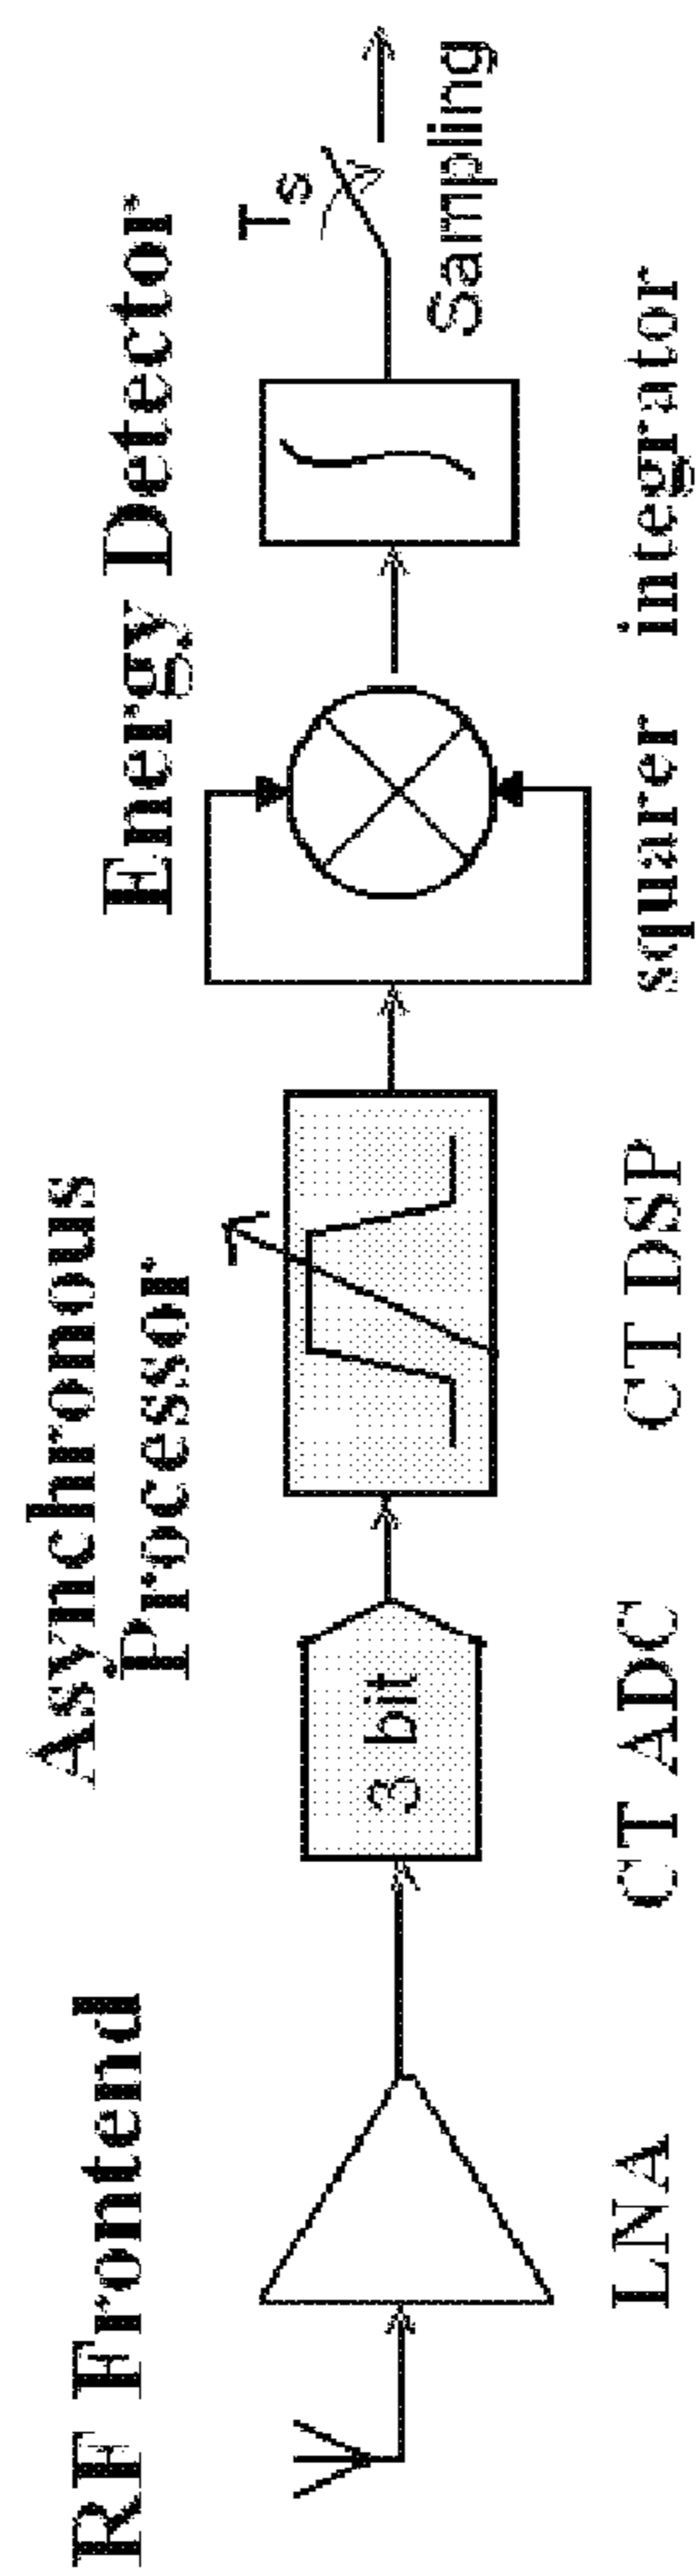 RF Frontend
Asynchronous
Processor
Energy Detector
3 bit
Ts
Sampling
LNA
CT ADC
CT DSP
squarer
integrator